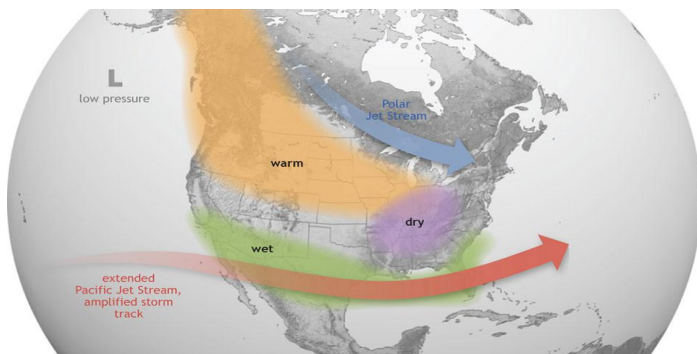 L
low pressure
Polar
Jet Stream
warm
dry
wet
extended
Pacific Jet Stream,
amplified storm
track